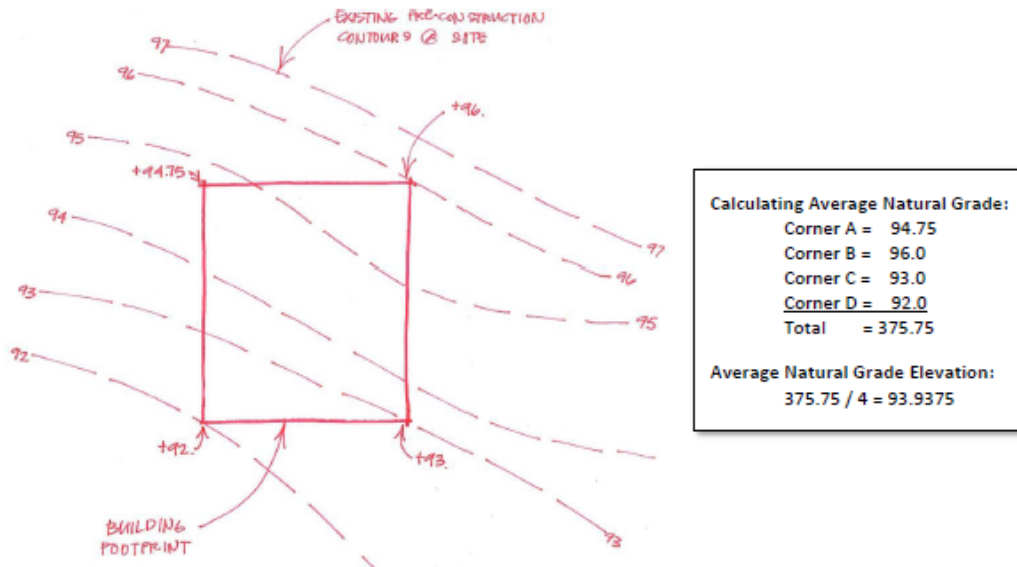 EXISTING PRE-CONSTRUCTION
CONTOURS @ SITE
97
96
+96.
95
+94.75
94
97
96
93
95
92
+92.
+93.
BUILDING
FOOTPRINT
93
Calculating Average Natural Grade:
Corner A = 94.75
Corner B = 96.0
Corner C = 93.0
Corner D = 92.0
Total = 375.75
Average Natural Grade Elevation:
375.75 / 4 = 93.9375